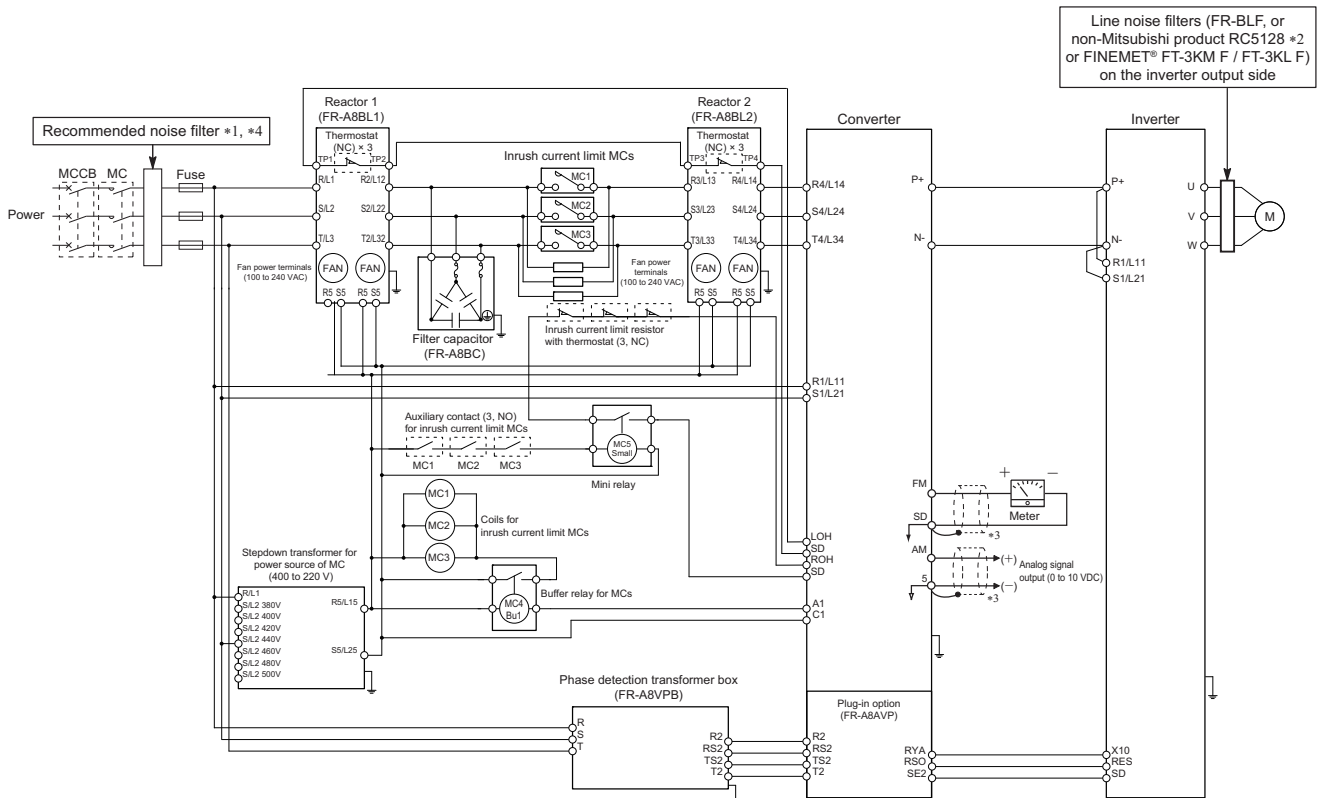 Line noise filters (FR-BLF, or
non-Mitsubishi product RC5128 *2
or FINEMET® FT-3KM F / FT-3KL F)
on the inverter output side
Recommended noise filter *1, *4
Reactor 1
(FR-A8BL1)
Thermostat
(NC) × 3
TP1
TP2
R/L1
R2/L12
S/L2
S2/L22
T/L3
T2/L32
FAN
FAN
R5 S5
R5 S5
Fan power terminals
(100 to 240 VAC)
MCCB
MC
Fuse
Power
Inrush current limit MCs
MC1
MC2
MC3
Reactor 2
(FR-A8BL2)
Thermostat
(NC) × 3
TP3
TP4
R3/L13
R4/L14
S3/L23
S4/L24
T3/L33
T4/L34
FAN
FAN
R5 S5
R5 S5
Fan power
terminals
(100 to 240 VAC)
Filter capacitor
(FR-A8BC)
Inrush current limit resistor
with thermostat (3, NC)
Converter
R4/L14
S4/L24
T4/L34
P+
N-
R1/L11
S1/L21
Inverter
P+
N-
R1/L11
S1/L21
U
V
W
M
Auxiliary contact (3, NO)
for inrush current limit MCs
MC1
MC2
MC3
MC5
Small
Mini relay
MC1
MC2
MC3
Coils for
inrush current limit MCs
Stepdown transformer for
power source of MC
(400 to 220 V)
R/L1
S/L2 380V
S/L2 400V
S/L2 420V
S/L2 440V
S/L2 460V
S/L2 480V
S/L2 500V
R5/L15
S5/L25
MC4
Bu1
Buffer relay for MCs
LOH
SD
ROH
SD
A1
C1
FM
SD
AM
5
+
−
Meter
*3
(+)
(−)
Analog signal
output (0 to 10 VDC)
*3
Phase detection transformer box
(FR-A8VPB)
R
S
T
R2
RS2
TS2
T2
Plug-in option
(FR-A8AVP)
R2
RS2
TS2
T2
RYA
RSO
SE2
X10
RES
SD